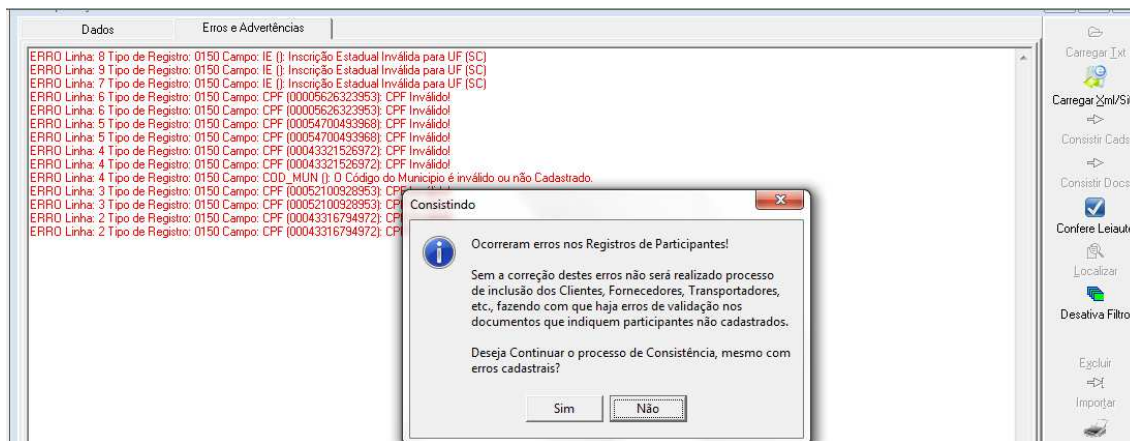 Dados
Erros e Advertências
ERRO Linha: 8 Tipo de Registro: 0150 Campo: IE (): Inscrição Estadual Inválida para UF (SC)
ERRO Linha: 9 Tipo de Registro: 0150 Campo: IE (): Inscrição Estadual Inválida para UF (SC)
ERRO Linha: 7 Tipo de Registro: 0150 Campo: IE (): Inscrição Estadual Inválida para UF (SC)
ERRO Linha: 6 Tipo de Registro: 0150 Campo: CPF (00005626323953): CPF Inválido!
ERRO Linha: 6 Tipo de Registro: 0150 Campo: CPF (00005626323953): CPF Inválido!
ERRO Linha: 5 Tipo de Registro: 0150 Campo: CPF (00054700493968): CPF Inválido!
ERRO Linha: 5 Tipo de Registro: 0150 Campo: CPF (00054700493968): CPF Inválido!
ERRO Linha: 4 Tipo de Registro: 0150 Campo: CPF (00043321526972): CPF Inválido!
ERRO Linha: 4 Tipo de Registro: 0150 Campo: CPF (00043321526972): CPF Inválido!
ERRO Linha: 4 Tipo de Registro: 0150 Campo: COD_MUN (): O Código do Municipio é inválido ou não Cadastrado.
ERRO Linha: 3 Tipo de Registro: 0150 Campo: CPF (00052100928953): CPF
ERRO Linha: 3 Tipo de Registro: 0150 Campo: CPF (00052100928953): CP
ERRO Linha: 2 Tipo de Registro: 0150 Campo: CPF (00043316794972): CP
ERRO Linha: 2 Tipo de Registro: 0150 Campo: CPF (00043316794972): CP
Consistindo
Ocorreram erros nos Registros de Participantes!
Sem a correção destes erros não será realizado processo
de inclusão dos Clientes, Fornecedores, Transportadores,
etc., fazendo com que haja erros de validação nos
documentos que indiquem participantes não cadastrados.
Deseja Continuar o processo de Consistência, mesmo com
erros cadastrais?
Sim
Não
Carregar Txt
Carregar Xml/Si
Consistir Cads
Consistir Docs
Confere Leiaute
Localizar
Desativa Filtro
Excluir
Importar